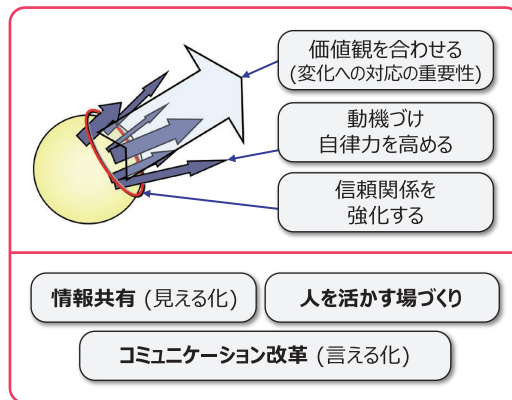 価値観を合わせる
(変化への対応の重要性)
動機づけ
自律力を高める
信頼関係を
強化する
情報共有 (見える化)
人を活かす場づくり
コミュニケーション改革 (言える化)